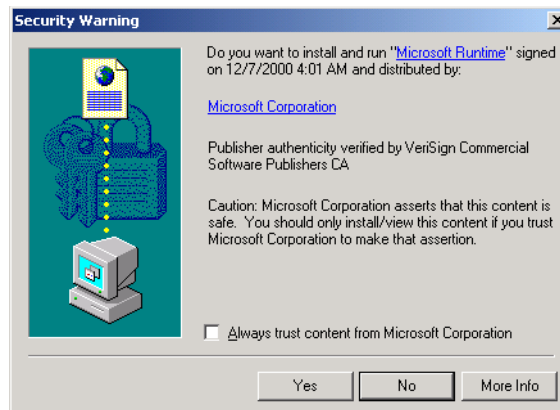 Security Warning
Do you want to install and run "Microsoft Runtime" signed
on 12/7/2000 4:01 AM and distributed by:
Microsoft Corporation
Publisher authenticity verified by VeriSign Commercial
Software Publishers CA
Caution: Microsoft Corporation asserts that this content is
safe. You should only install/view this content if you trust
Microsoft Corporation to make that assertion.
Always trust content from Microsoft Corporation
Yes No More Info